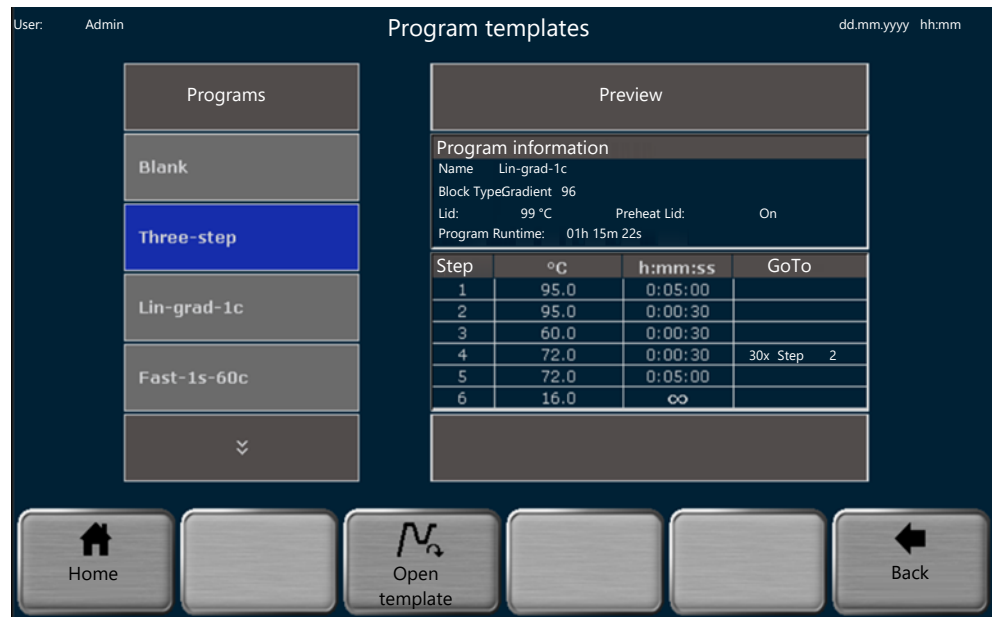 User: Admin
Program templates
dd.mm.yyyy hh:mm
Programs
Blank
Three-step
Lin-grad-1c
Fast-1s-60c
Preview
Program information
Name Lin-grad-1c
Block TypeGradient 96
Lid: 99 °C Preheat Lid: On
Program Runtime: 01h 15m 22s
Step °C h:mm:ss GoTo
1 95.0 0:05:00
2 95.0 0:00:30
3 60.0 0:00:30
4 72.0 0:00:30 30x Step 2
5 72.0 0:05:00
6 16.0 ∞
Home
Open
template
Back